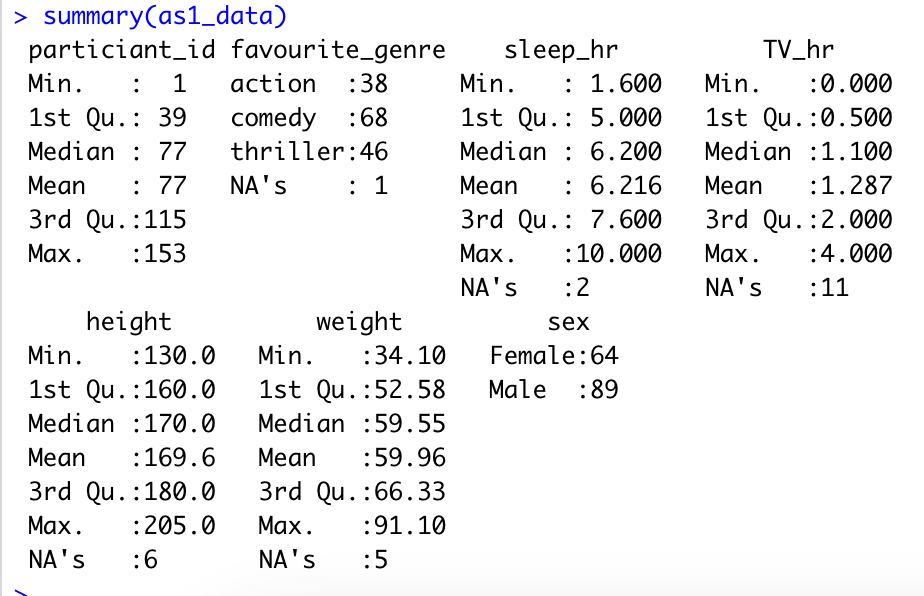 > summary(as1_data)
 particiant_id favourite_genre    sleep_hr          TV_hr
 Min.   :  1   action  :38     Min.   : 1.600   Min.   :0.000
 1st Qu.: 39   comedy  :68     1st Qu.: 5.000   1st Qu.:0.500
 Median : 77   thriller:46     Median : 6.200   Median :1.100
 Mean   : 77   NA's    : 1     Mean   : 6.216   Mean   :1.287
 3rd Qu.:115                   3rd Qu.: 7.600   3rd Qu.:2.000
 Max.   :153                   Max.   :10.000   Max.   :4.000
                               NA's   :2        NA's   :11
     height          weight          sex
 Min.   :130.0   Min.   :34.10   Female:64
 1st Qu.:160.0   1st Qu.:52.58   Male  :89
 Median :170.0   Median :59.55
 Mean   :169.6   Mean   :59.96
 3rd Qu.:180.0   3rd Qu.:66.33
 Max.   :205.0   Max.   :91.10
 NA's   :6       NA's   :5
>